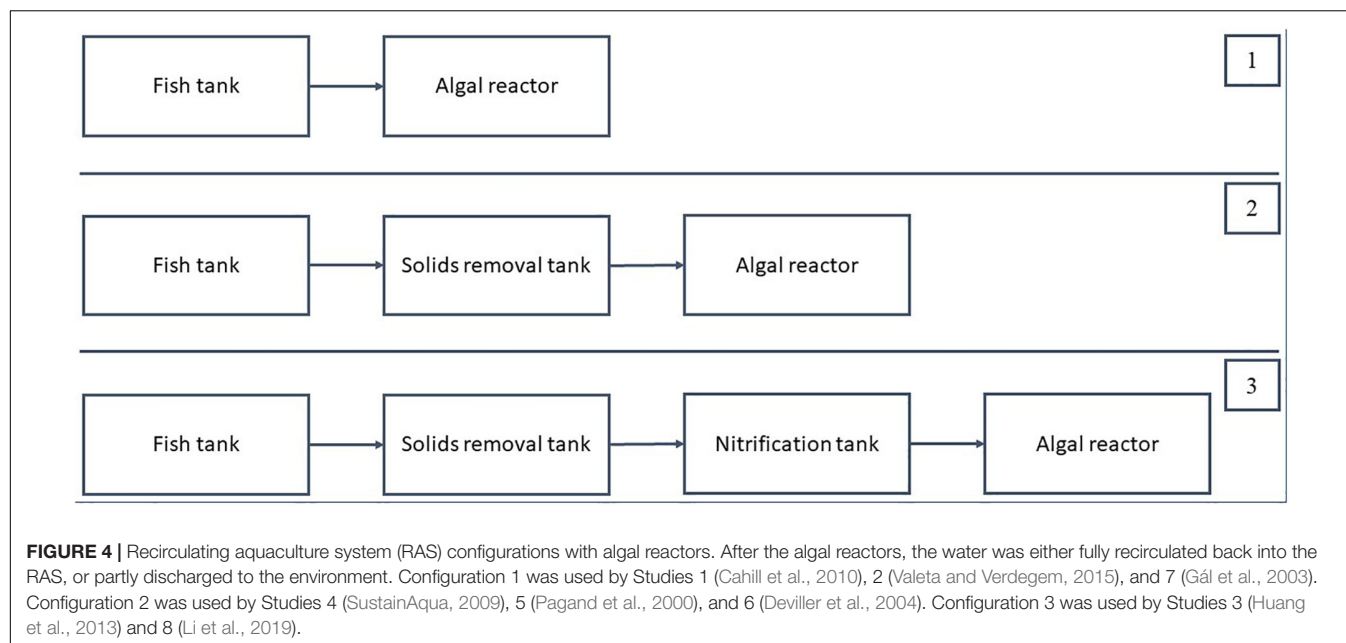 Fish tank
Algal reactor
1
Fish tank
Solids removal tank
Algal reactor
2
Fish tank
Solids removal tank
Nitrification tank
Algal reactor
3
FIGURE 4 | Recirculating aquaculture system (RAS) configurations with algal reactors. After the algal reactors, the water was either fully recirculated back into the
RAS, or partly discharged to the environment. Configuration 1 was used by Studies 1 (Cahill et al., 2010), 2 (Valeta and Verdegem, 2015), and 7 (Gál et al., 2003).
Configuration 2 was used by Studies 4 (SustainAqua, 2009), 5 (Pagand et al., 2000), and 6 (Deviller et al., 2004). Configuration 3 was used by Studies 3 (Huang
et al., 2013) and 8 (Li et al., 2019).